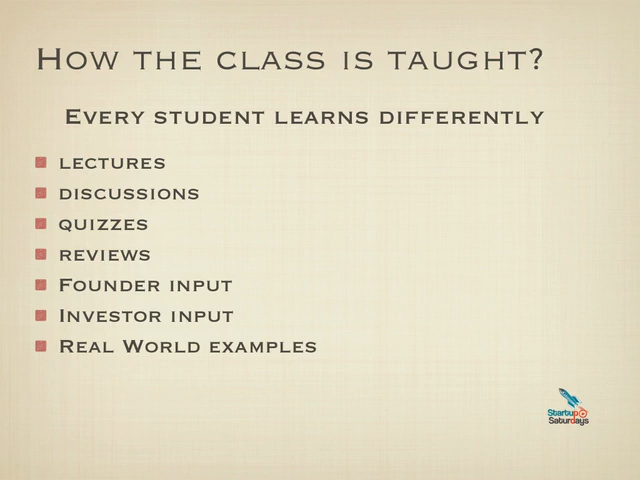 How the class is taught?
Every student learns differently
lectures
discussions
quizzes
reviews
Founder input
Investor input
Real World examples
Startup
Saturdays